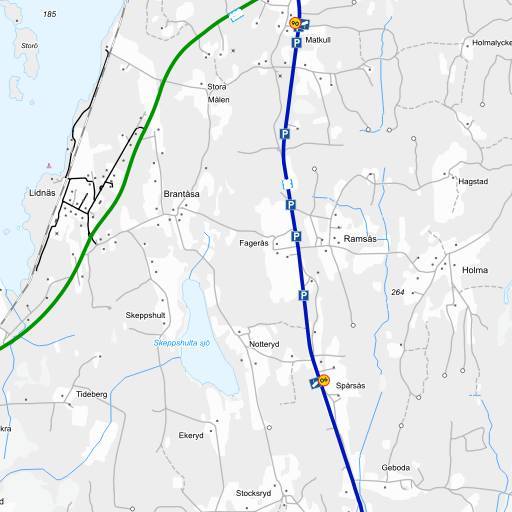 185
Storö
Matkull
Holmalycke
Stora
Målen
P
P
Lidnäs
Brantåsa
Hagstad
P
Fagerås
P
Ramsås
Holma
264
P
Skeppshult
Skeppshulta sjö
Notteryd
Spårsås
Tideberg
kra
Ekeryd
Geboda
Stocksryd
d